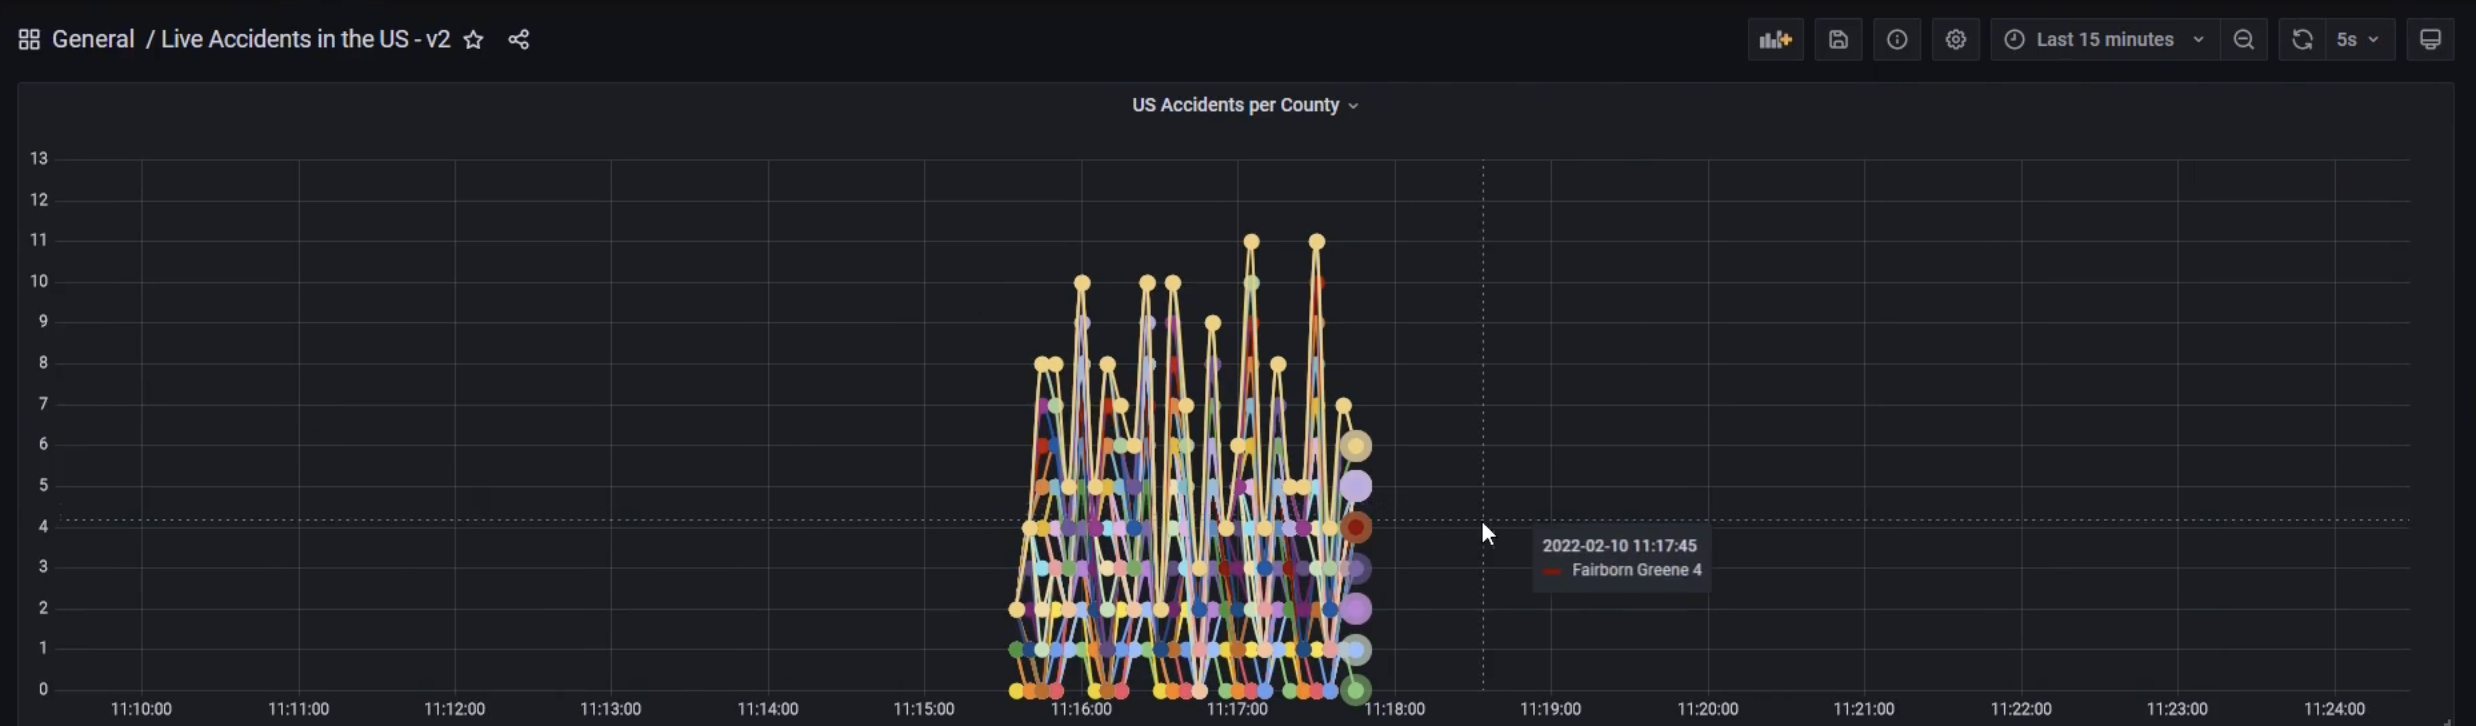 General / Live Accidents in the US - v2
Last 15 minutes
5s
US Accidents per County
13
12
11
10
9
8
7
6
5
4
3
2
1
0
2022-02-10 11:17:45
Fairborn Greene 4
11:10:00 11:11:00 11:12:00 11:13:00 11:14:00 11:15:00 11:16:00 11:17:00 11:18:00 11:19:00 11:20:00 11:21:00 11:22:00 11:23:00 11:24:00